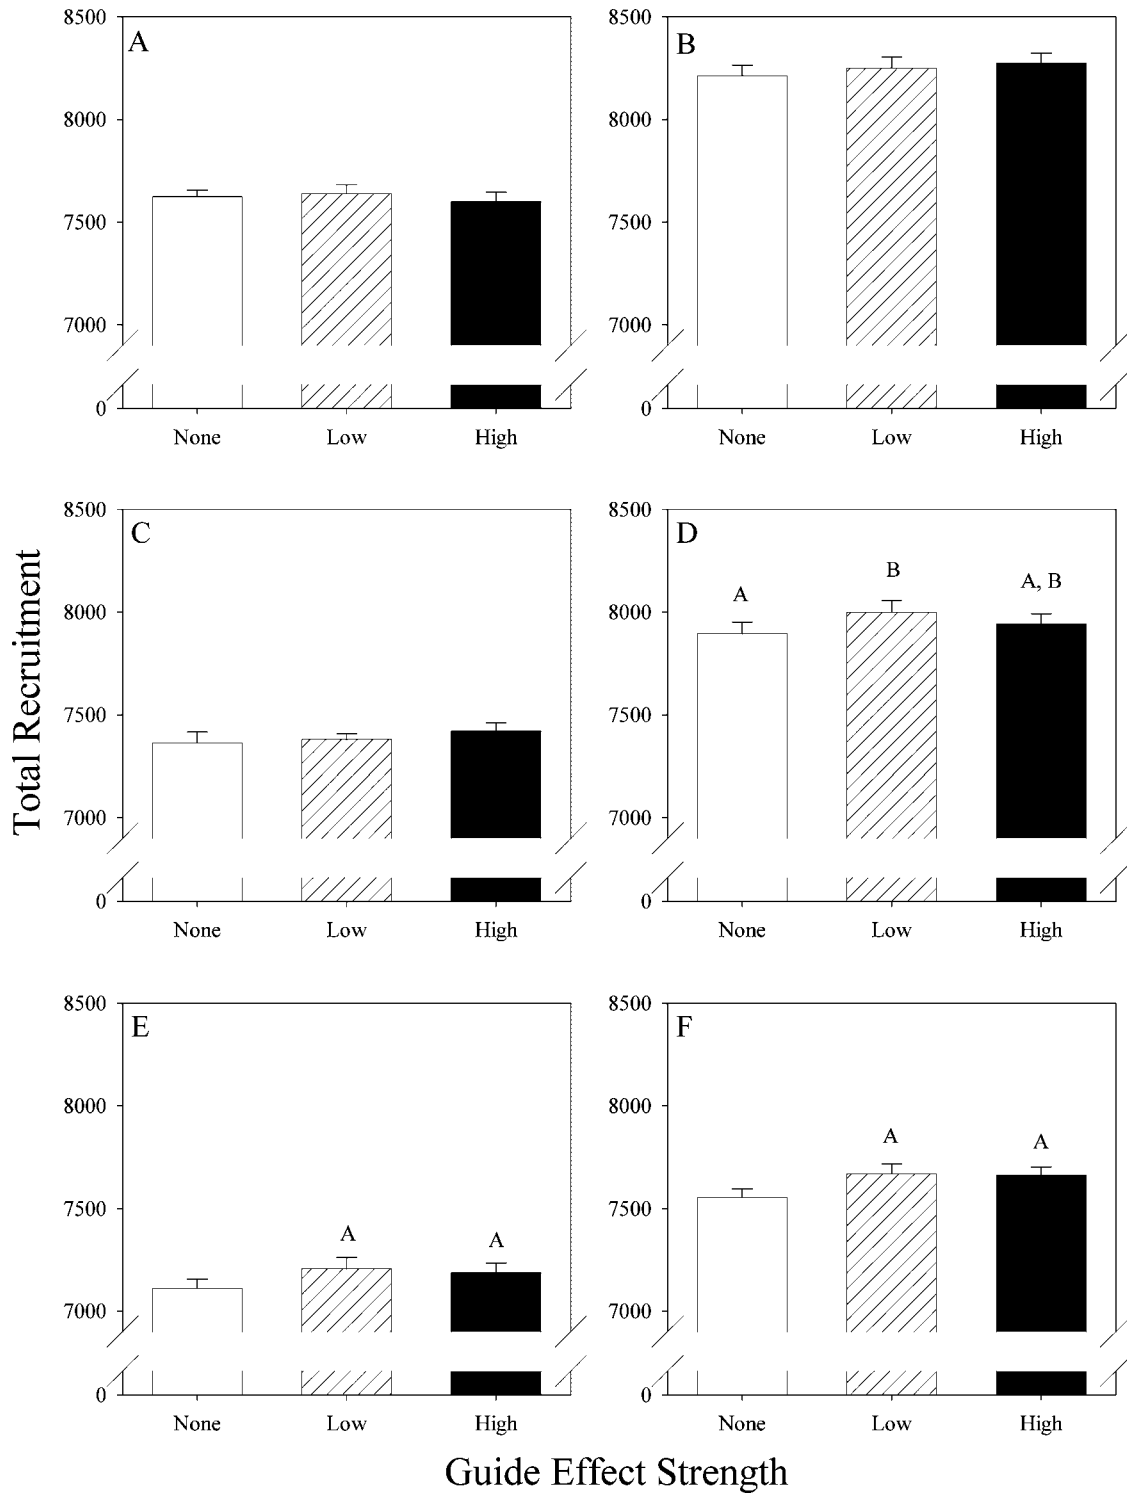 8500
A
8000
7500
7000
0
None Low High
8500
B
8000
7500
7000
0
None Low High
Total Recruitment
8500
C
8000
7500
7000
0
None Low High
8500
D
B
A, B
A
8000
7500
7000
0
None Low High
8500
E
8000
7500
A A
7000
0
None Low High
8500
F
8000
A A
7500
7000
0
None Low High
Guide Effect Strength